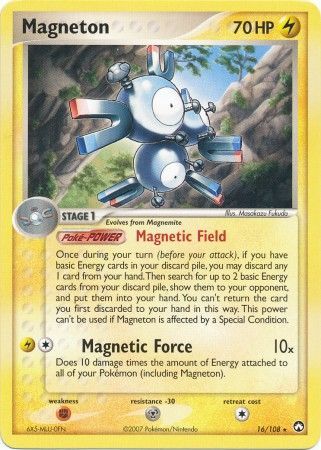 Magneton 70 HP
STAGE 1
Evolves from Magnemite
Illus. Masakazu Fukuda
Poké-POWER Magnetic Field
Once during your turn (before your attack), if you have
basic Energy cards in your discard pile, you may discard any
1 card from your hand. Then search for up to 2 basic Energy
cards from your discard pile, show them to your opponent,
and put them into your hand. You can't return the card
you first discarded to your hand in this way. This power
can't be used if Magneton is affected by a Special Condition.
Magnetic Force 10x
Does 10 damage times the amount of Energy attached to
all of your Pokémon (including Magneton).
weakness resistance -30 retreat cost
6X5-MLU-0FN ©2007 Pokémon/Nintendo 16/108 ★